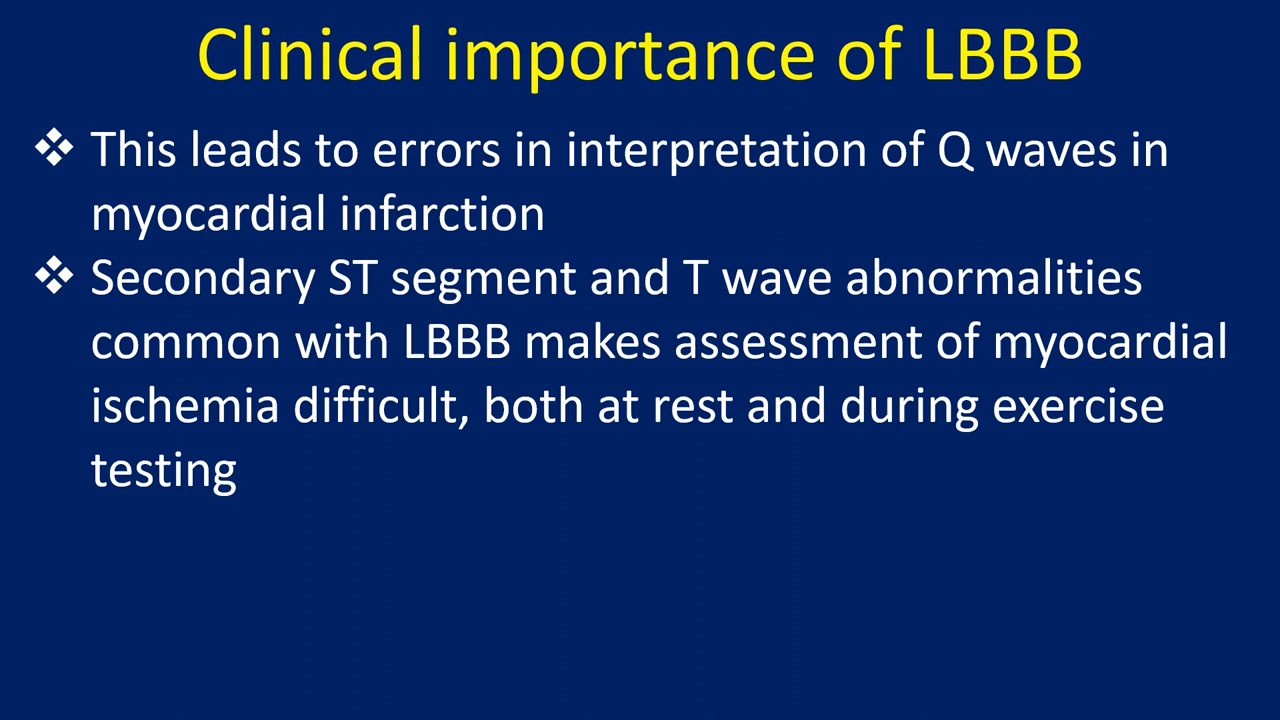 Clinical importance of LBBB
❖ This leads to errors in interpretation of Q waves in
myocardial infarction
❖ Secondary ST segment and T wave abnormalities
common with LBBB makes assessment of myocardial
ischemia difficult, both at rest and during exercise
testing